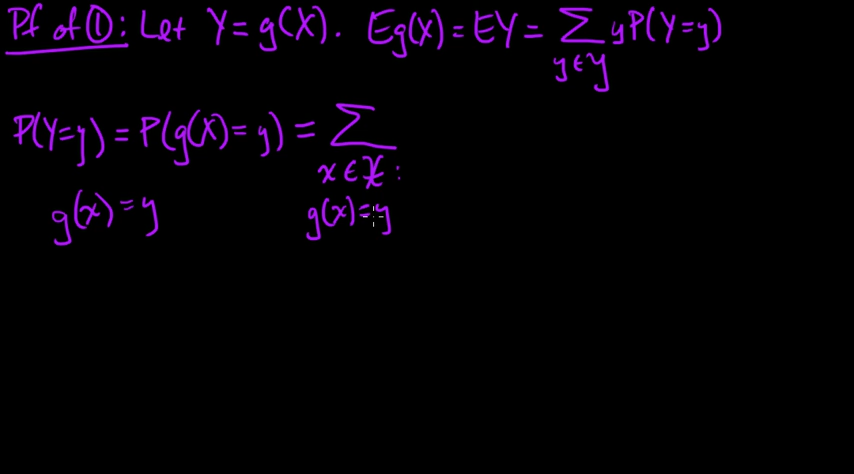 Pf of ①: Let Y = g(X). Eg(X) = EY = ∑ yP(Y=y)
y ∈ 𝒴
P(Y=y) = P(g(X) = y) = ∑
x ∈ 𝒳 :
g(x) = y g(x) = y